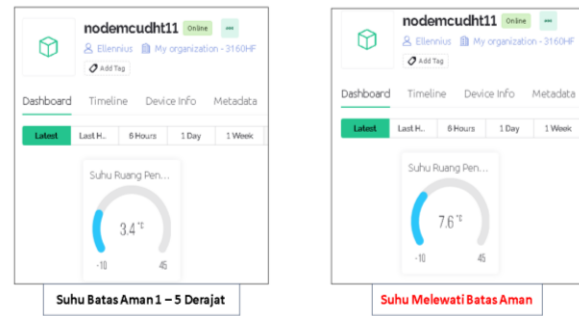 nodemcudht11 Online ...
Ellennius My organization - 3160HF
Add Tag
Dashboard Timeline Device Info Metadata
Latest Last H... 6 Hours 1 Day 1 Week
Suhu Ruang Pen...
3.4 °C
-10 45
Suhu Batas Aman 1 – 5 Derajat
nodemcudht11 Online ...
Ellennius My organization - 3160HF
Add Tag
Dashboard Timeline Device Info Metadata
Latest Last H... 6 Hours 1 Day 1 Week
Suhu Ruang Pen...
7.6 °C
-10 45
Suhu Melewati Batas Aman